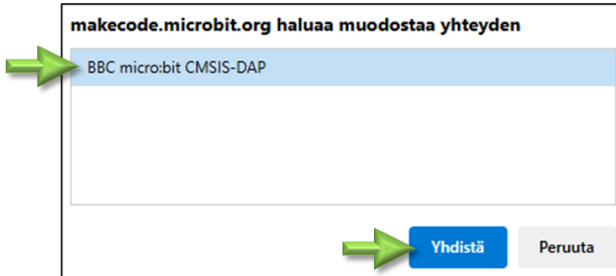 makecode.microbit.org haluaa muodostaa yhteyden
BBC micro:bit CMSIS-DAP
Yhdistä
Peruuta